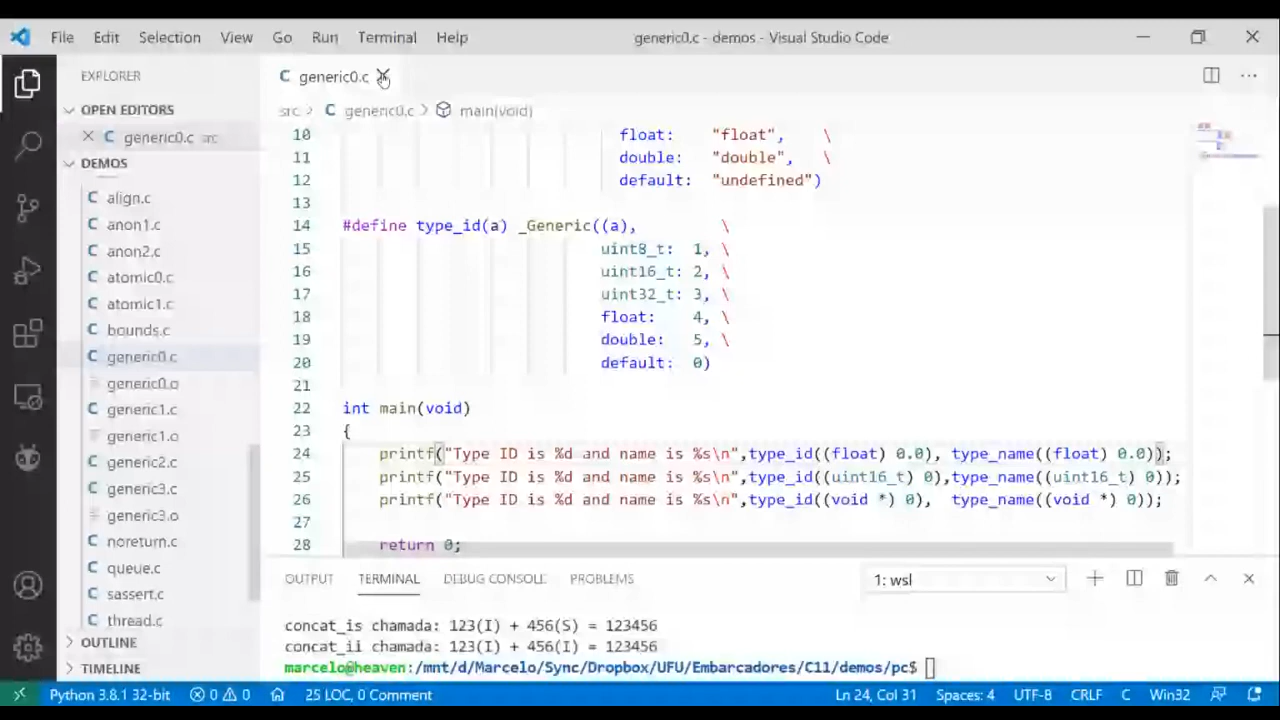 File Edit Selection View Go Run Terminal Help generic0.c - demos - Visual Studio Code
EXPLORER
OPEN EDITORS
generic0.c src
DEMOS
align.c
anon1.c
anon2.c
atomic0.c
atomic1.c
bounds.c
generic0.c
generic0.o
generic1.c
generic1.o
generic2.c
generic3.c
generic3.o
noreturn.c
queue.c
sassert.c
thread.c
OUTLINE
TIMELINE
generic0.c
src > generic0.c > main(void)
10 float: "float", \
11 double: "double", \
12 default: "undefined")
13
14 #define type_id(a) _Generic((a), \
15 uint8_t: 1, \
16 uint16_t: 2, \
17 uint32_t: 3, \
18 float: 4, \
19 double: 5, \
20 default: 0)
21
22 int main(void)
23 {
24 printf("Type ID is %d and name is %s\n",type_id((float) 0.0), type_name((float) 0.0));
25 printf("Type ID is %d and name is %s\n",type_id((uint16_t) 0),type_name((uint16_t) 0));
26 printf("Type ID is %d and name is %s\n",type_id((void *) 0), type_name((void *) 0));
27
28 return 0;
OUTPUT TERMINAL DEBUG CONSOLE PROBLEMS 1: wsl
concat_is chamada: 123(I) + 456(S) = 123456
concat_ii chamada: 123(I) + 456(I) = 123456
marcelo@heaven:/mnt/d/Marcelo/Sync/Dropbox/UFU/Embarcadores/C11/demos/pc$
Python 3.8.1 32-bit 0 0 25 LOC, 0 Comment Ln 24, Col 31 Spaces: 4 UTF-8 CRLF C Win32